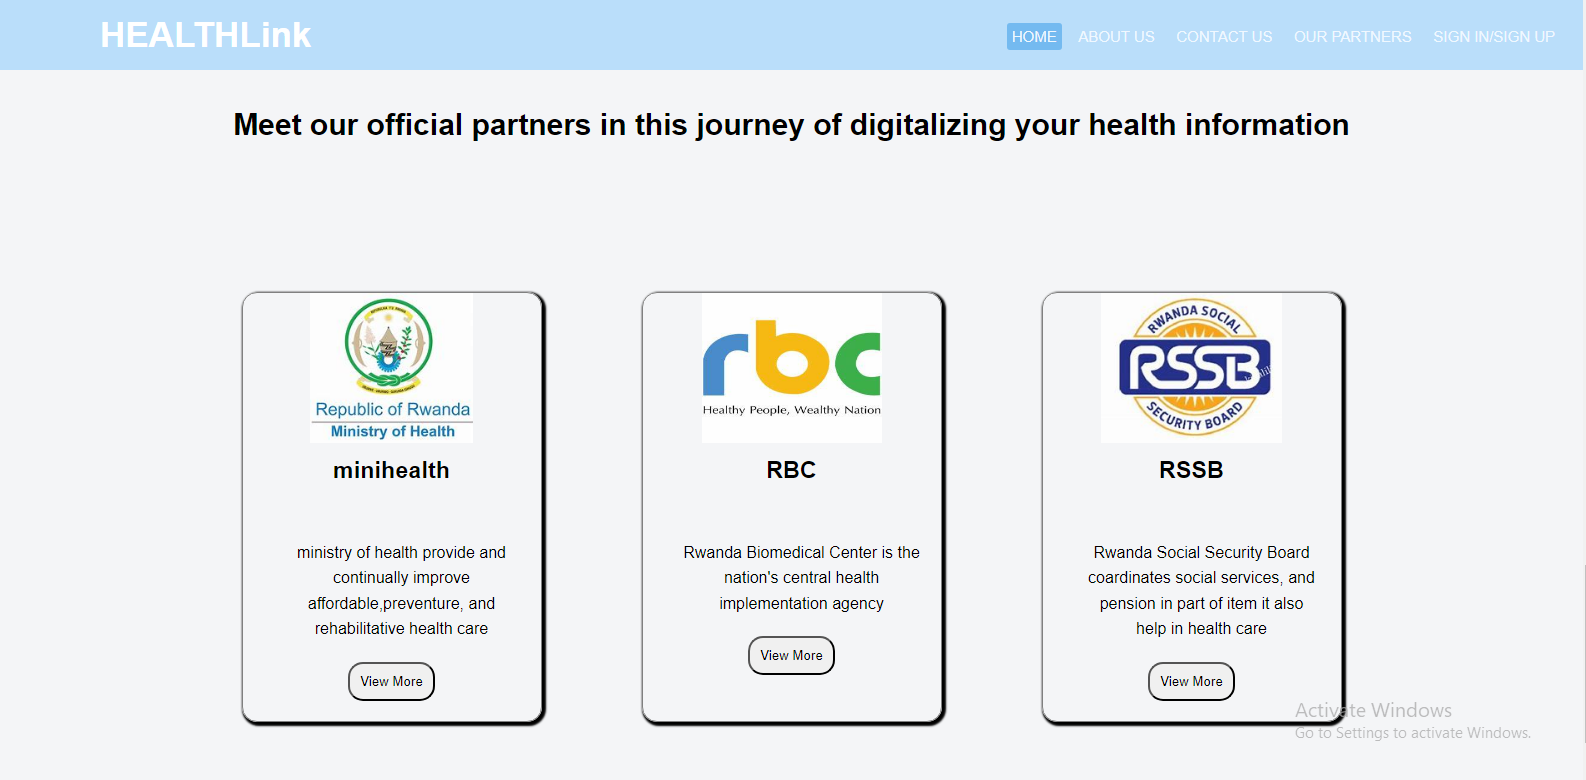 HEALTHLink
HOME ABOUT US CONTACT US OUR PARTNERS SIGN IN/SIGN UP
Meet our official partners in this journey of digitalizing your health information
Republic of Rwanda
Ministry of Health
minihealth
ministry of health provide and
continually improve
affordable,preventure, and
rehabilitative health care
View More
rbc
Healthy People, Wealthy Nation
RBC
Rwanda Biomedical Center is the
nation's central health
implementation agency
View More
RWANDA SOCIAL
RSSB
SECURITY BOARD
RSSB
Rwanda Social Security Board
coardinates social services, and
pension in part of item it also
help in health care
View More
Activate Windows
Go to Settings to activate Windows.